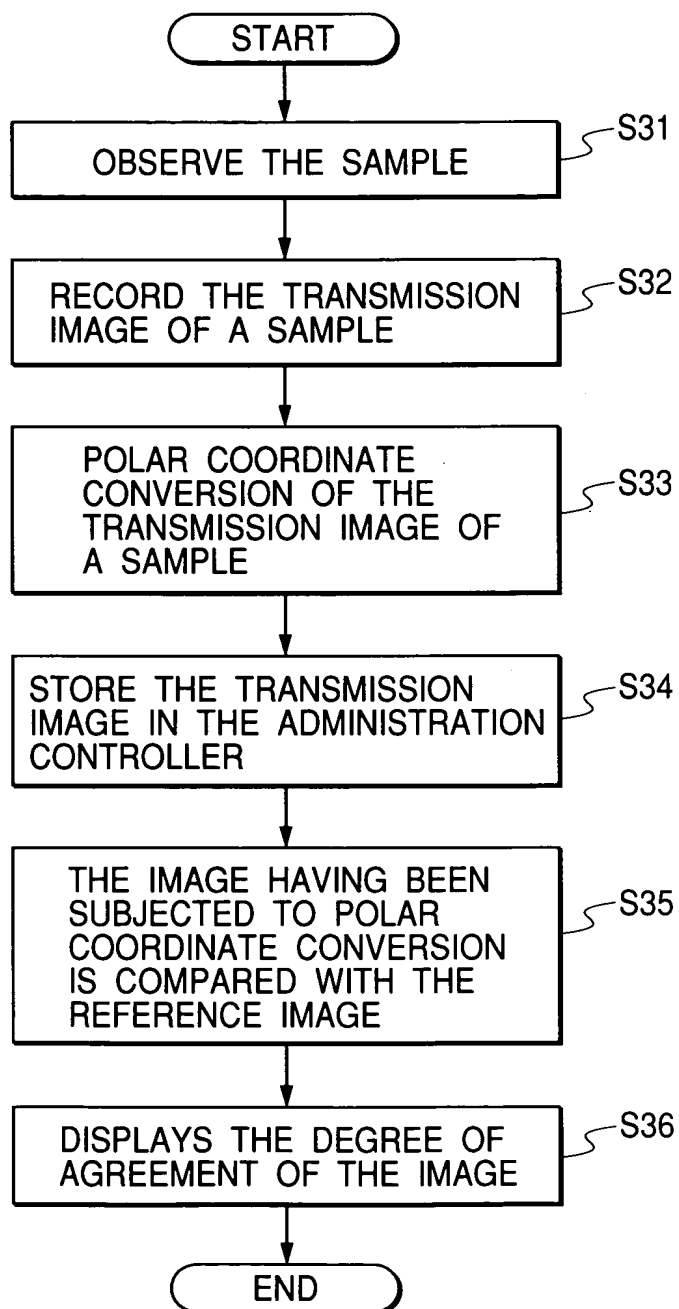 START
OBSERVE THE SAMPLE
S31
RECORD THE TRANSMISSION
IMAGE OF A SAMPLE
S32
POLAR COORDINATE
CONVERSION OF THE
TRANSMISSION IMAGE OF
A SAMPLE
S33
STORE THE TRANSMISSION
IMAGE IN THE ADMINISTRATION
CONTROLLER
S34
THE IMAGE HAVING BEEN
SUBJECTED TO POLAR
COORDINATE CONVERSION
IS COMPARED WITH THE
REFERENCE IMAGE
S35
DISPLAYS THE DEGREE OF
AGREEMENT OF THE IMAGE
S36
END